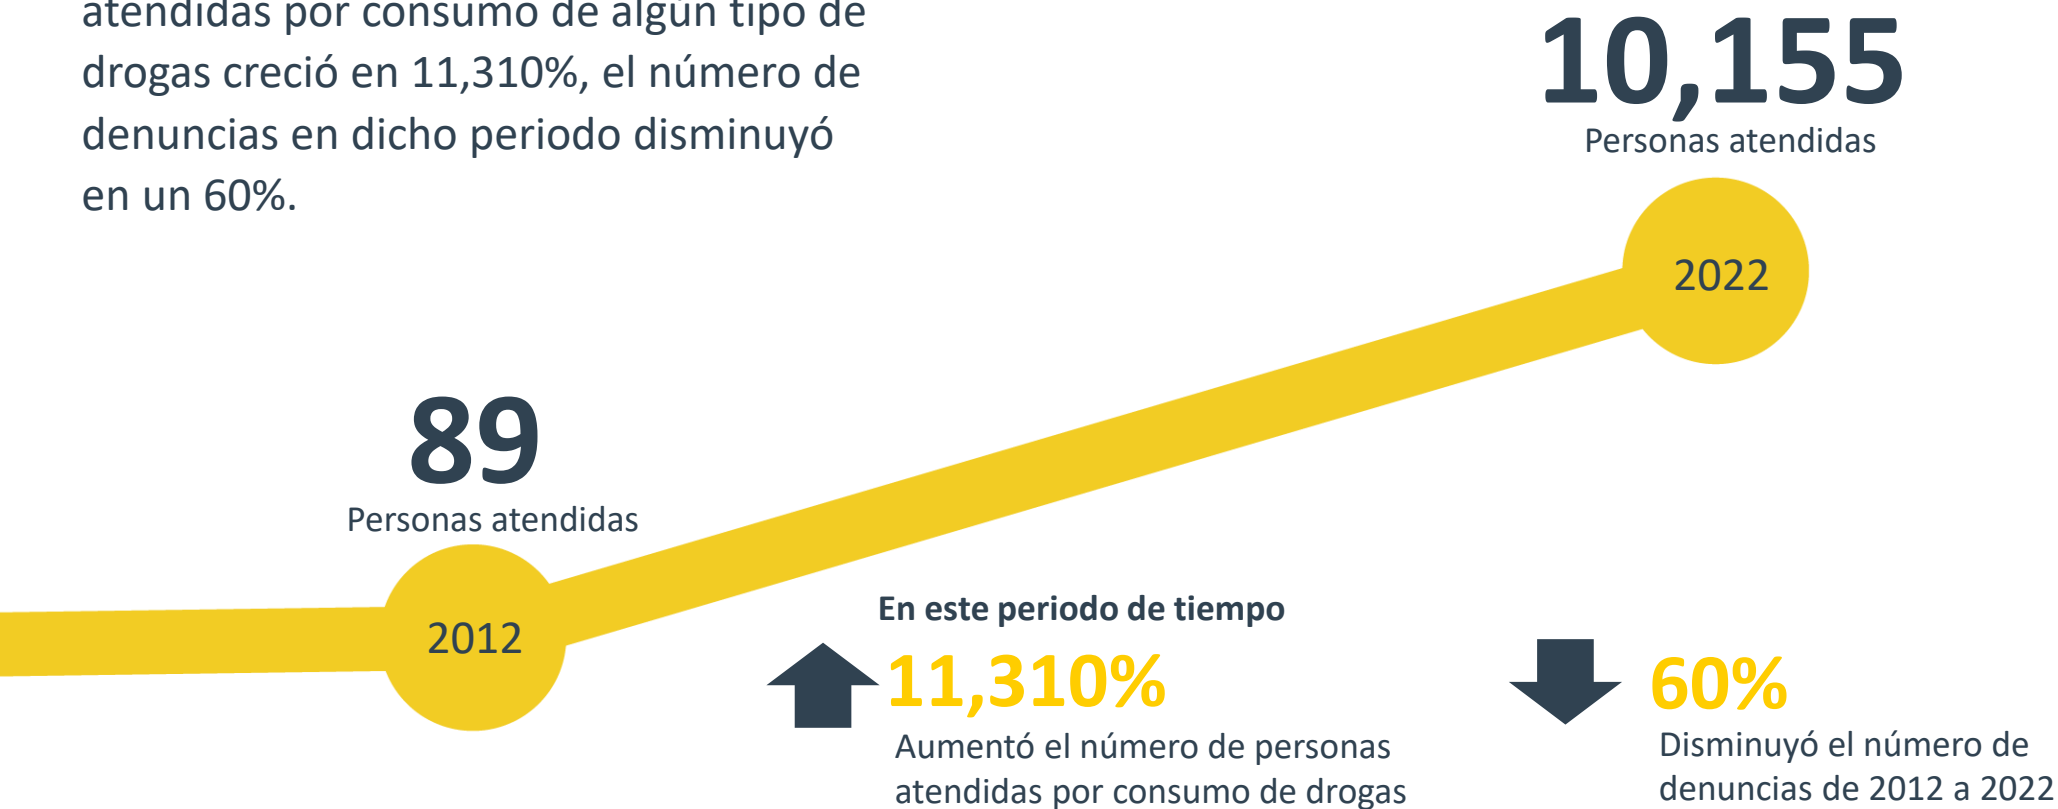 atendidas por consumo de algún tipo de
drogas creció en 11,310%, el número de
denuncias en dicho periodo disminuyó
en un 60%.
10,155
Personas atendidas
2022
89
Personas atendidas
2012
En este periodo de tiempo
11,310%
Aumentó el número de personas
atendidas por consumo de drogas
60%
Disminuyó el número de
denuncias de 2012 a 2022